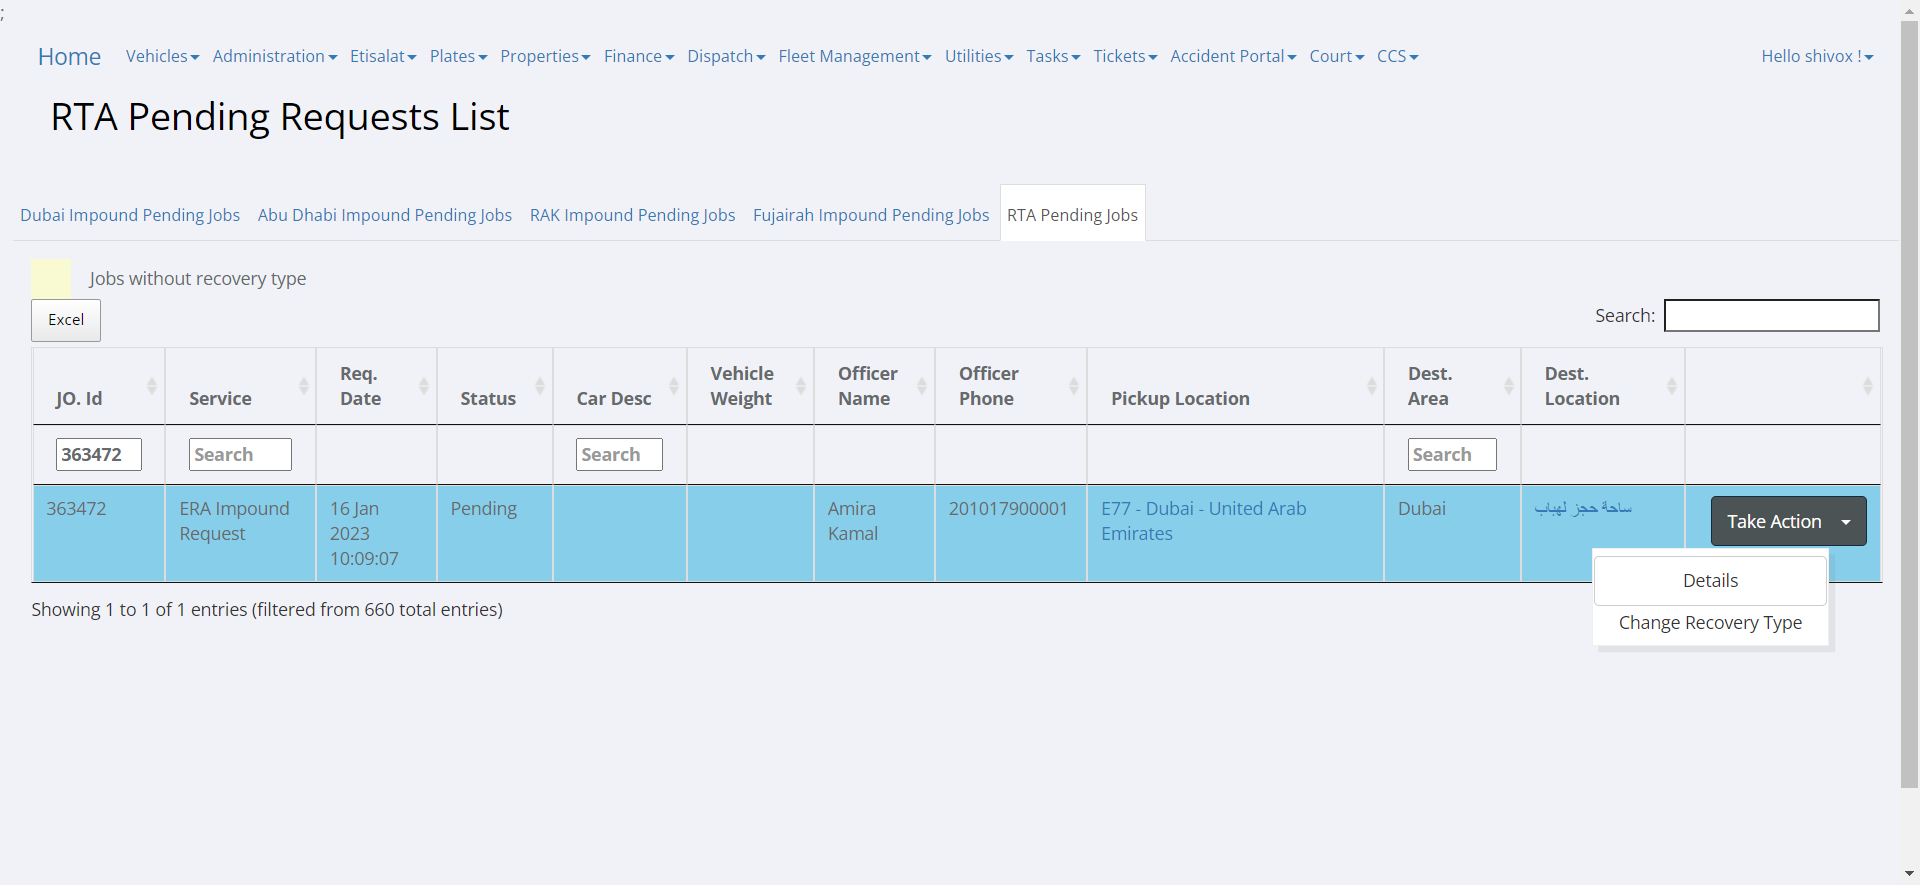 ;
Home Vehicles Administration Etisalat Plates Properties Finance Dispatch Fleet Management Utilities Tasks Tickets Accident Portal Court CCS Hello shivox !
RTA Pending Requests List
Dubai Impound Pending Jobs Abu Dhabi Impound Pending Jobs RAK Impound Pending Jobs Fujairah Impound Pending Jobs RTA Pending Jobs
Jobs without recovery type
Excel Search:
JO. Id Service Req. Date Status Car Desc Vehicle Weight Officer Name Officer Phone Pickup Location Dest. Area Dest. Location
363472 Search Search Search
363472 ERA Impound Request 16 Jan 2023 10:09:07 Pending Amira Kamal 201017900001 E77 - Dubai - United Arab Emirates Dubai ساحة حجز لهباب Take Action
Details
Change Recovery Type
Showing 1 to 1 of 1 entries (filtered from 660 total entries)